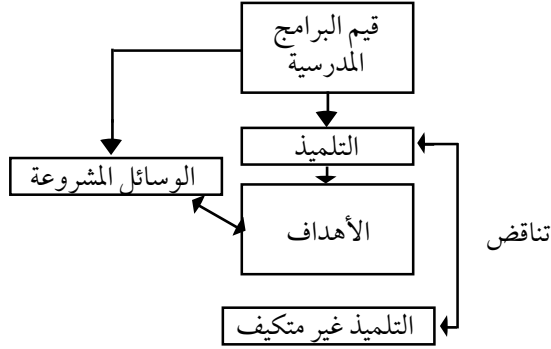 قيم البرامج
المدرسية
التلميذ
الوسائل المشروعة
الأهداف
تناقض
التلميذ غير متكيف